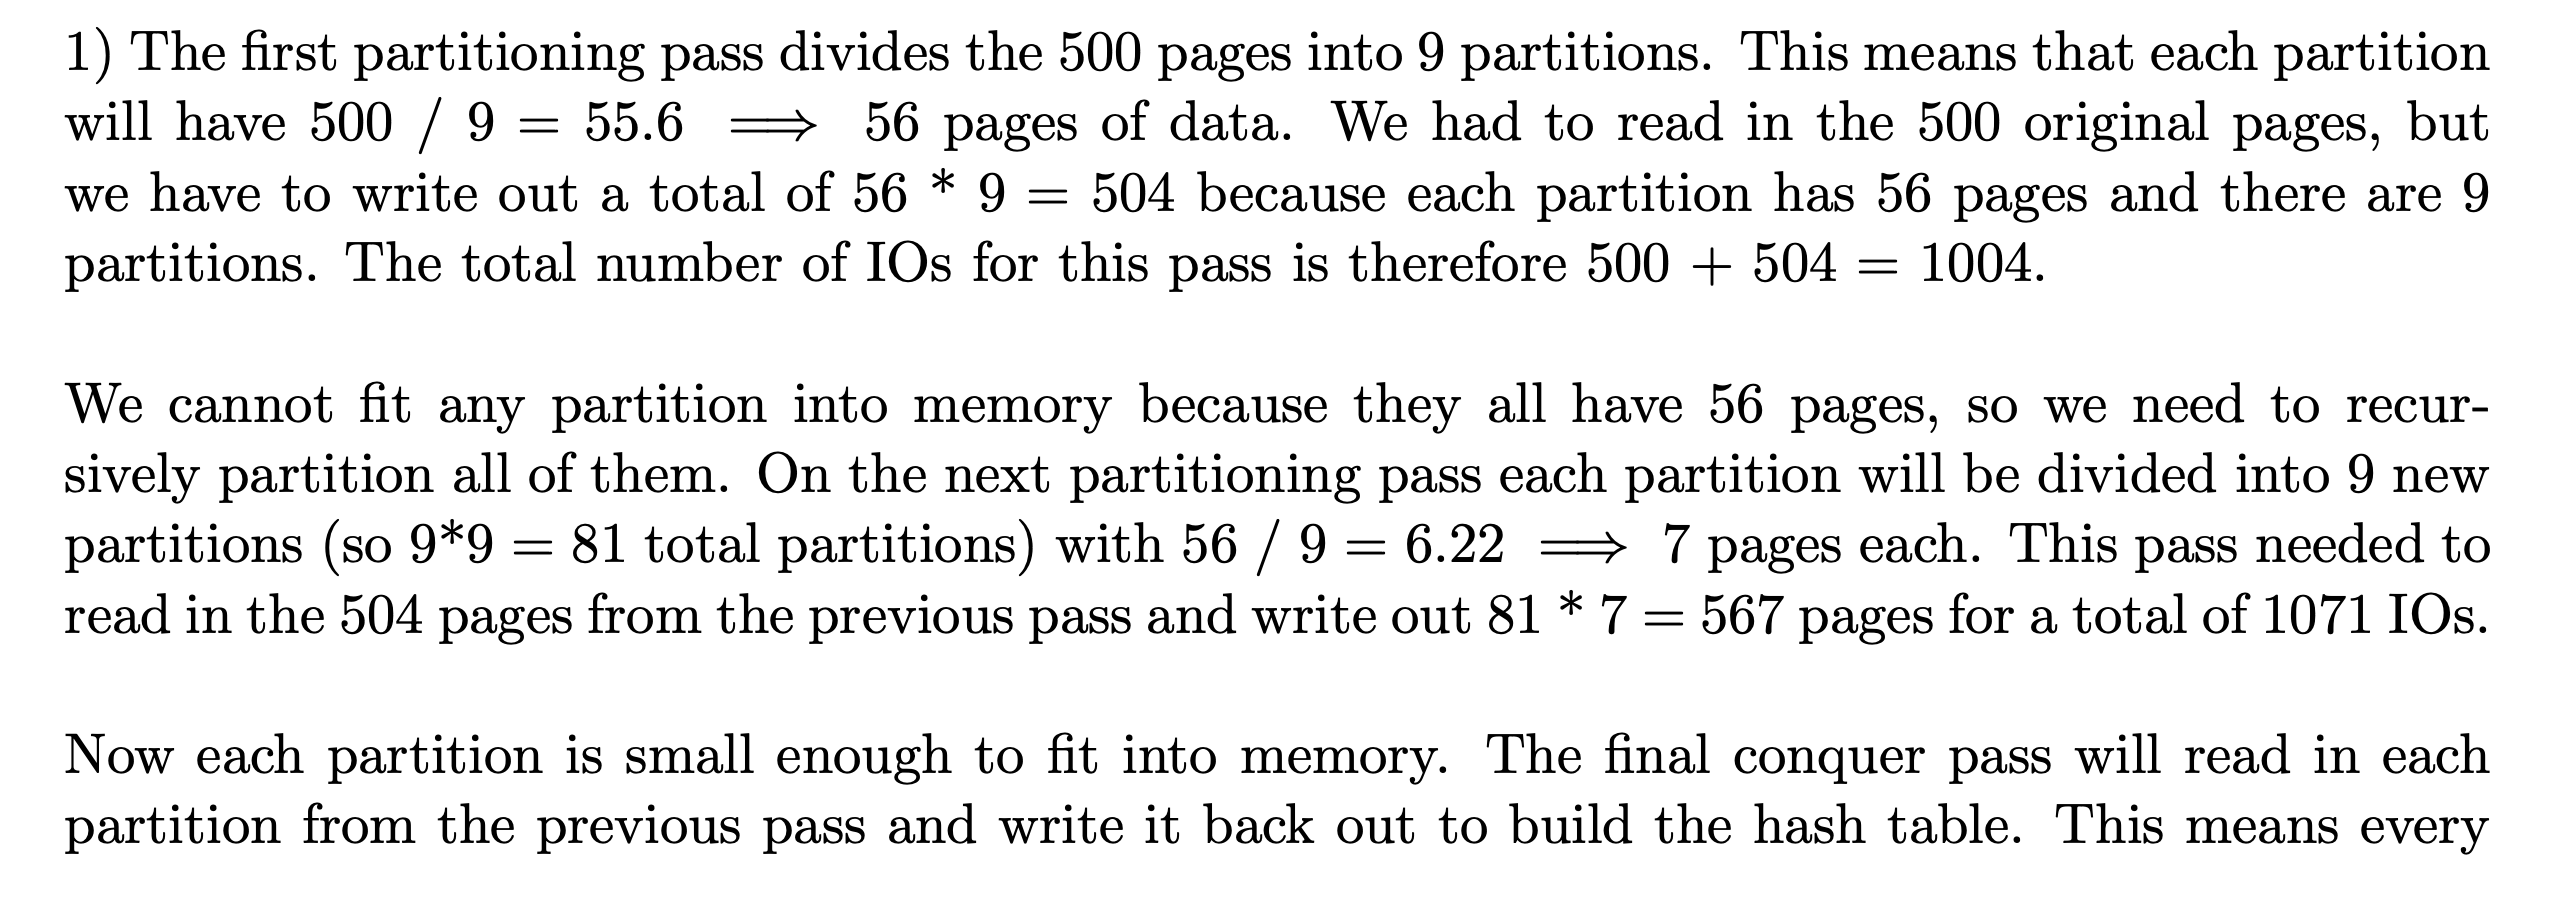 1) The first partitioning pass divides the 500 pages into 9 partitions. This means that each partition
will have 500 / 9 = 55.6 ⟹ 56 pages of data. We had to read in the 500 original pages, but
we have to write out a total of 56 * 9 = 504 because each partition has 56 pages and there are 9
partitions. The total number of IOs for this pass is therefore 500 + 504 = 1004.
We cannot fit any partition into memory because they all have 56 pages, so we need to recur-
sively partition all of them. On the next partitioning pass each partition will be divided into 9 new
partitions (so 9*9 = 81 total partitions) with 56 / 9 = 6.22 ⟹ 7 pages each. This pass needed to
read in the 504 pages from the previous pass and write out 81 * 7 = 567 pages for a total of 1071 IOs.
Now each partition is small enough to fit into memory. The final conquer pass will read in each
partition from the previous pass and write it back out to build the hash table. This means every